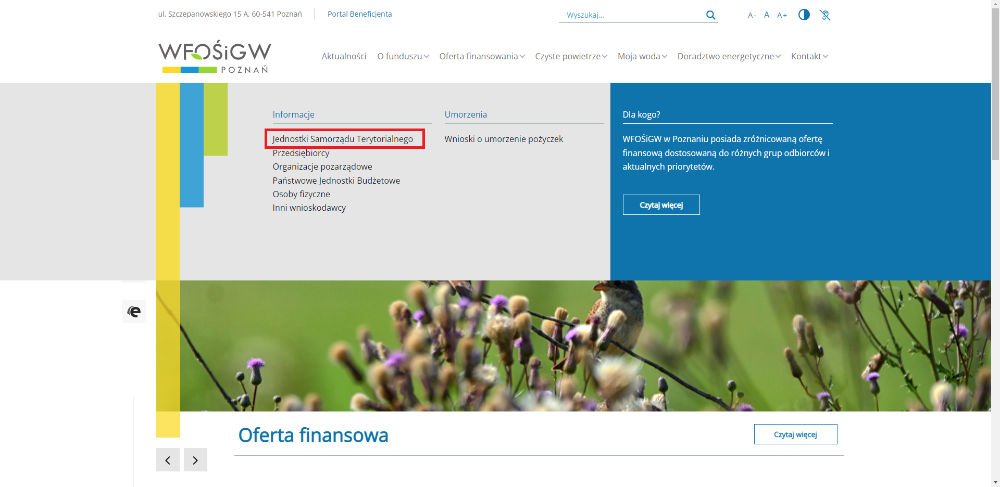 ul. Szczepanowskiego 15 A, 60-541 Poznań
Portal Beneficjenta
Wyszukaj...
A-
A
A+
WFOŚiGW
POZNAŃ
Aktualności
O funduszu
Oferta finansowania
Czyste powietrze
Moja woda
Doradztwo energetyczne
Kontakt
Informacje
Jednostki Samorządu Terytorialnego
Przedsiębiorcy
Organizacje pozarządowe
Państwowe Jednostki Budżetowe
Osoby fizyczne
Inni wnioskodawcy
Umorzenia
Wnioski o umorzenie pożyczek
Dla kogo?
WFOŚiGW w Poznaniu posiada zróżnicowaną ofertę
finansową dostosowaną do różnych grup odbiorców i
aktualnych priorytetów.
Czytaj więcej
e
Oferta finansowa
Czytaj więcej